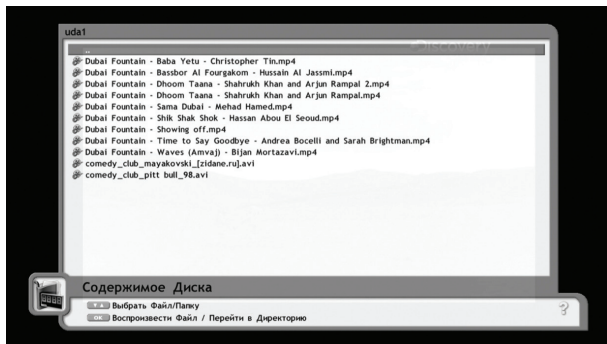 uda1
Discovery
..
Dubai Fountain - Baba Yetu - Christopher Tin.mp4
Dubai Fountain - Bassbor Al Fourgakom - Hussain Al Jassmi.mp4
Dubai Fountain - Dhoom Taana - Shahrukh Khan and Arjun Rampal 2.mp4
Dubai Fountain - Dhoom Taana - Shahrukh Khan and Arjun Rampal.mp4
Dubai Fountain - Sama Dubai - Mehad Hamed.mp4
Dubai Fountain - Shik Shak Shok - Hassan Abou El Seoud.mp4
Dubai Fountain - Showing off.mp4
Dubai Fountain - Time to Say Goodbye - Andrea Bocelli and Sarah Brightman.mp4
Dubai Fountain - Waves (Amvaj) - Bijan Mortazavi.mp4
comedy_club_mayakovski_[zidane.ru].avi
comedy_club_pitt bull_98.avi
Содержимое Диска
▼▲ Выбрать Файл/Папку
?
OK Воспроизвести Файл / Перейти в Директорию